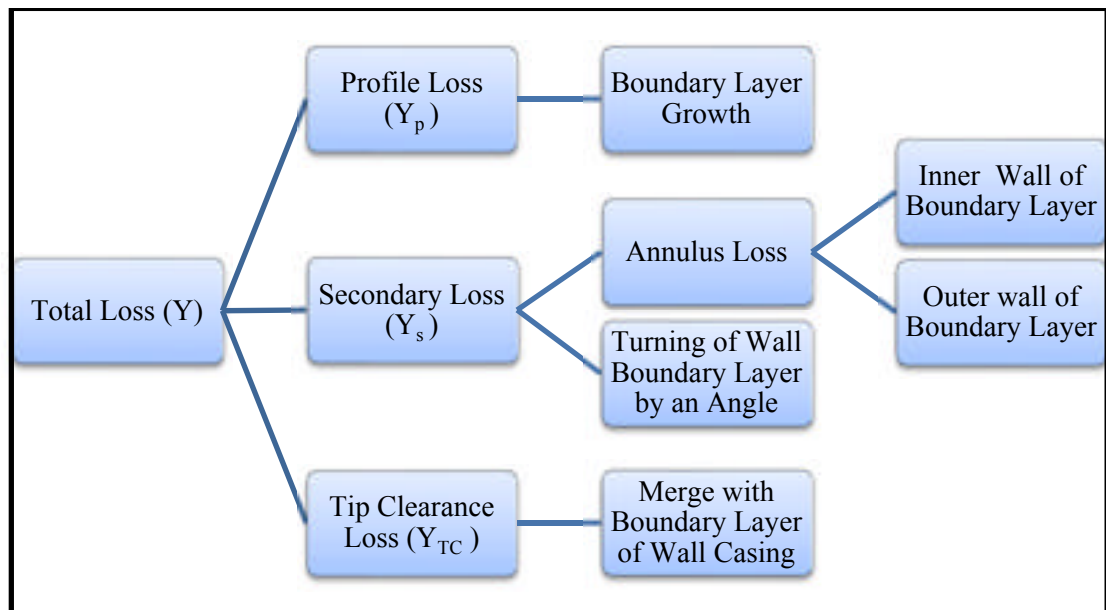 Total Loss (Y)
Profile Loss
(Yp )
Boundary Layer
Growth
Secondary Loss
(Ys)
Annulus Loss
Inner Wall of
Boundary Layer
Outer wall of
Boundary Layer
Turning of Wall
Boundary Layer
by an Angle
Tip Clearance
Loss (YTC )
Merge with
Boundary Layer
of Wall Casing